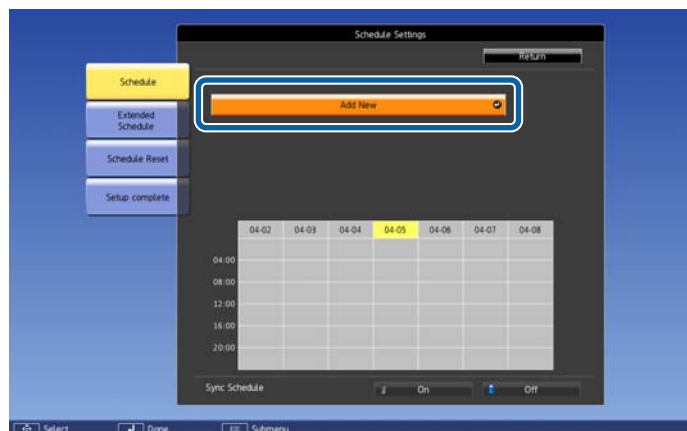 Schedule Settings
Return
Schedule
Add New
Extended
Schedule
Schedule Reset
Setup complete
04-02 04-03 04-04 04-05 04-06 04-07 04-08
04:00
08:00
12:00
16:00
20:00
Sync Schedule On Off
Select Done Submenu